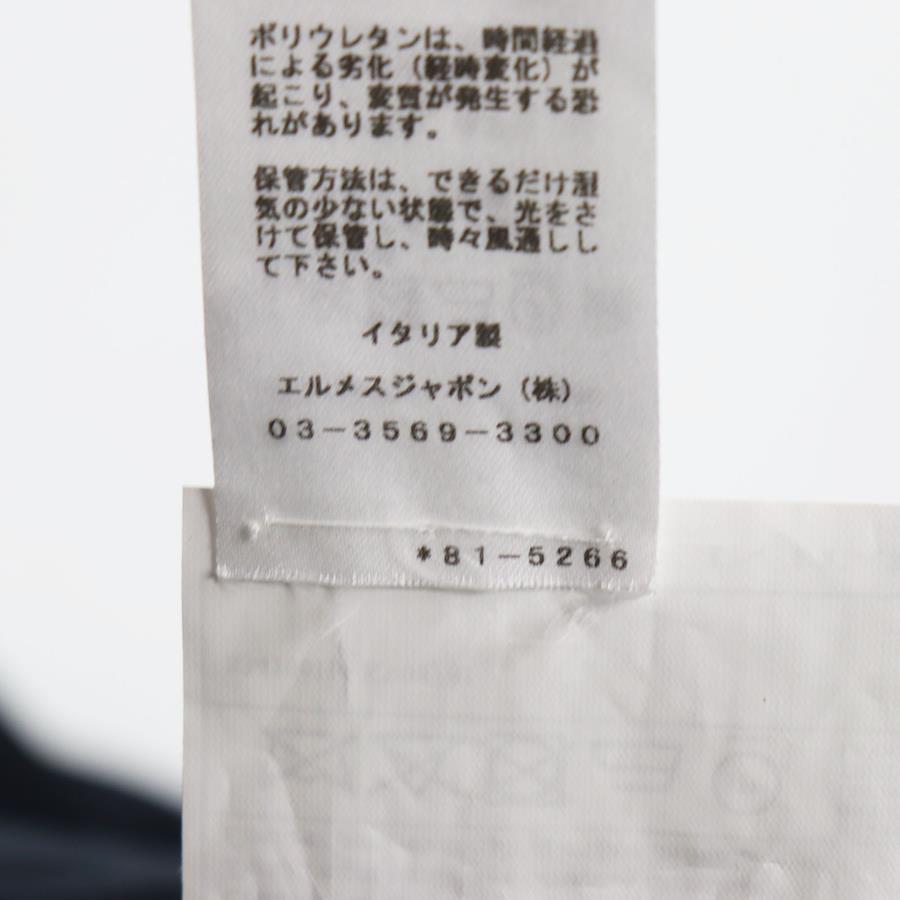 ポリウレタンは、時間経過
による劣化（経時変化）が
起こり、変質が発生する恐
れがあります。
保管方法は、できるだけ湿
気の少ない状態で、光をさ
けて保管し、時々風通しし
て下さい。
イタリア製
エルメスジャポン（株）
03－3569－3300
*81－5266